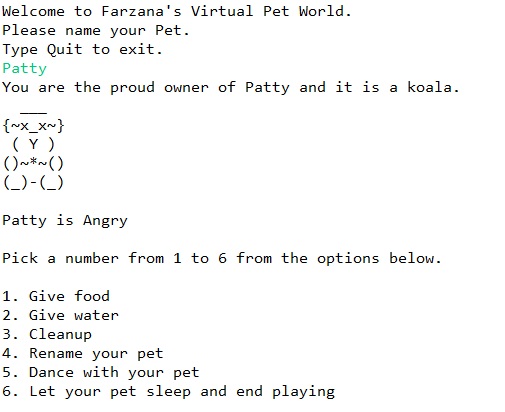 Welcome to Farzana's Virtual Pet World.
Please name your Pet.
Type Quit to exit.
Patty
You are the proud owner of Patty and it is a koala.
  ___
{~x_x~}
 ( Y )
()~*~()
(_)-(_)
Patty is Angry
Pick a number from 1 to 6 from the options below.
1. Give food
2. Give water
3. Cleanup
4. Rename your pet
5. Dance with your pet
6. Let your pet sleep and end playing